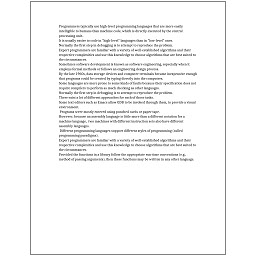 Programmers typically use high-level programming languages that are more easily
intelligible to humans than machine code, which is directly executed by the central
processing unit.
It is usually easier to code in "high-level" languages than in "low-level" ones.
Normally the first step in debugging is to attempt to reproduce the problem.
Expert programmers are familiar with a variety of well-established algorithms and their
respective complexities and use this knowledge to choose algorithms that are best suited to
the circumstances.
Sometimes software development is known as software engineering, especially when it
employs formal methods or follows an engineering design process.
By the late 1960s, data storage devices and computer terminals became inexpensive enough
that programs could be created by typing directly into the computers.
Some languages are more prone to some kinds of faults because their specification does not
require compilers to perform as much checking as other languages.
Normally the first step in debugging is to attempt to reproduce the problem.
There exist a lot of different approaches for each of those tasks.
Some text editors such as Emacs allow GDB to be invoked through them, to provide a visual
environment.
Programs were mostly entered using punched cards or paper tape.
However, because an assembly language is little more than a different notation for a
machine language, two machines with different instruction sets also have different
assembly languages.
Different programming languages support different styles of programming (called
programming paradigms).
Expert programmers are familiar with a variety of well-established algorithms and their
respective complexities and use this knowledge to choose algorithms that are best suited to
the circumstances.
Provided the functions in a library follow the appropriate run-time conventions (e.g.,
method of passing arguments), then these functions may be written in any other language.